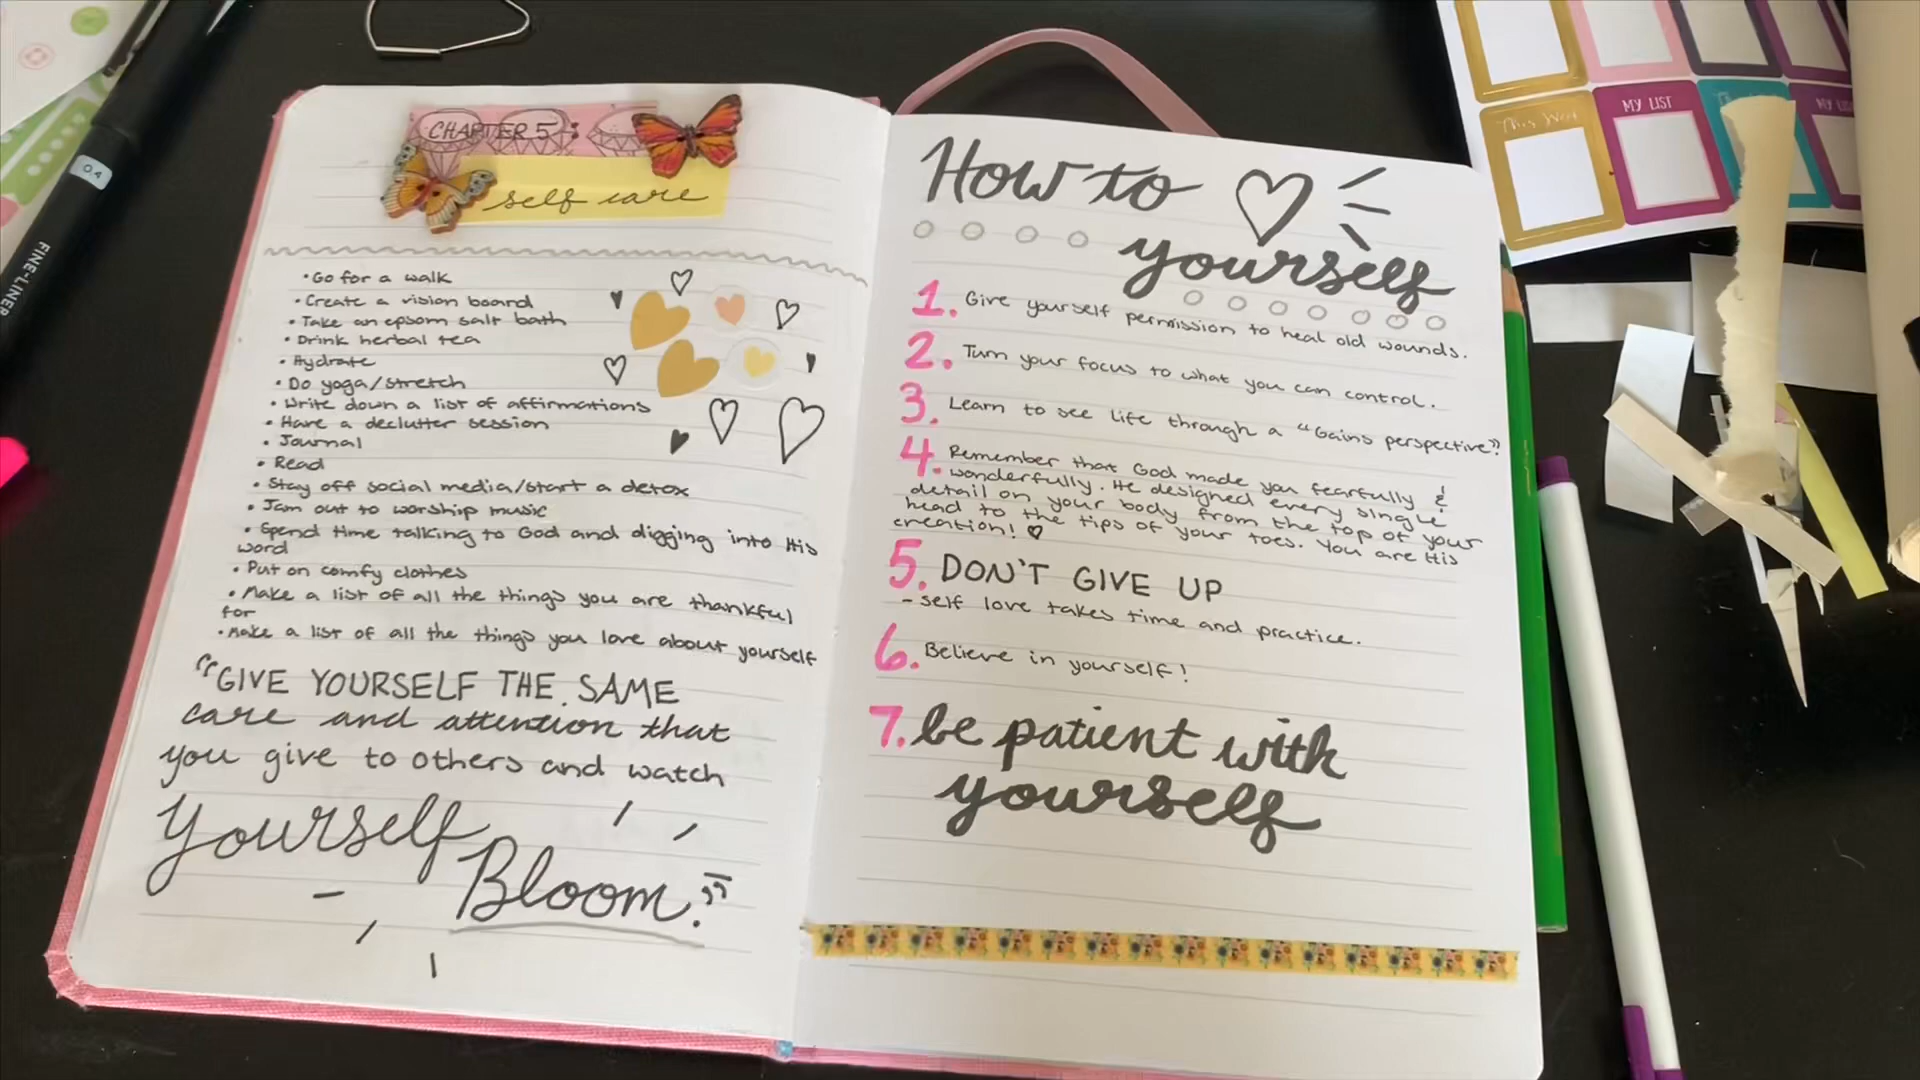 CHAPTER 5:
self care
• Go for a walk
• Create a vision board
• Take an epsom salt bath
• Drink herbal tea
• Hydrate
• Do yoga/stretch
• Write down a list of affirmations
• Have a declutter session
• Journal
• Read
• Stay off social media/start a detox
• Jam out to worship music
• Spend time talking to God and digging into His
word
• Put on comfy clothes
• Make a list of all the things you are thankful
for
• Make a list of all the things you love about yourself
"GIVE YOURSELF THE SAME
care and attention that
you give to others and watch
yourself
Bloom."
How to ♡
yourself
1. Give yourself permission to heal old wounds.
2. Turn your focus to what you can control.
3. Learn to see life through a "Gains perspective"
4. Remember that God made you fearfully &
wonderfully. He designed every single
detail on your body from the top of your
head to the tips of your toes. You are His
creation! ♡
5. DON'T GIVE UP
- self love takes time and practice.
6. Believe in yourself!
7. be patient with
yourself
FINE-LINER
0.4
This Week
MY LIST
MY LIST